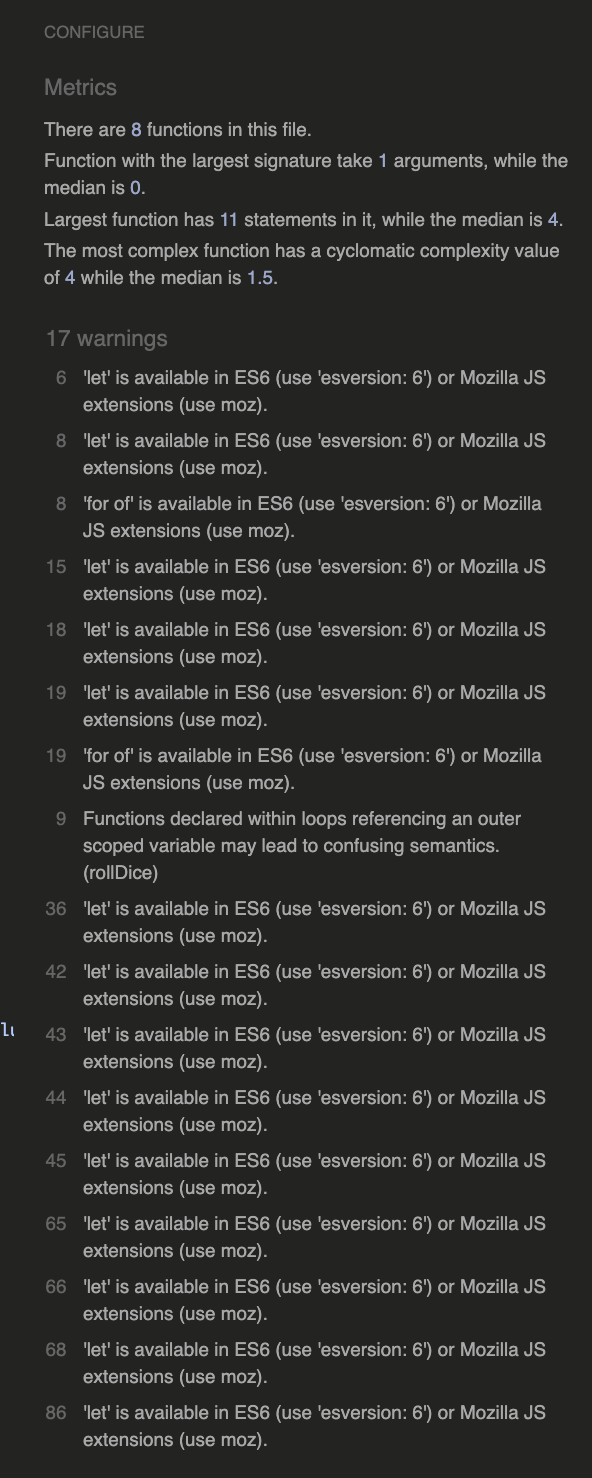 CONFIGURE
Metrics
There are 8 functions in this file.
Function with the largest signature take 1 arguments, while the
median is 0.
Largest function has 11 statements in it, while the median is 4.
The most complex function has a cyclomatic complexity value
of 4 while the median is 1.5.
17 warnings
6 'let' is available in ES6 (use 'esversion: 6') or Mozilla JS
extensions (use moz).
8 'let' is available in ES6 (use 'esversion: 6') or Mozilla JS
extensions (use moz).
8 'for of' is available in ES6 (use 'esversion: 6') or Mozilla
JS extensions (use moz).
15 'let' is available in ES6 (use 'esversion: 6') or Mozilla JS
extensions (use moz).
18 'let' is available in ES6 (use 'esversion: 6') or Mozilla JS
extensions (use moz).
19 'let' is available in ES6 (use 'esversion: 6') or Mozilla JS
extensions (use moz).
19 'for of' is available in ES6 (use 'esversion: 6') or Mozilla
JS extensions (use moz).
9 Functions declared within loops referencing an outer
scoped variable may lead to confusing semantics.
(rollDice)
36 'let' is available in ES6 (use 'esversion: 6') or Mozilla JS
extensions (use moz).
42 'let' is available in ES6 (use 'esversion: 6') or Mozilla JS
extensions (use moz).
43 'let' is available in ES6 (use 'esversion: 6') or Mozilla JS
extensions (use moz).
44 'let' is available in ES6 (use 'esversion: 6') or Mozilla JS
extensions (use moz).
45 'let' is available in ES6 (use 'esversion: 6') or Mozilla JS
extensions (use moz).
65 'let' is available in ES6 (use 'esversion: 6') or Mozilla JS
extensions (use moz).
66 'let' is available in ES6 (use 'esversion: 6') or Mozilla JS
extensions (use moz).
68 'let' is available in ES6 (use 'esversion: 6') or Mozilla JS
extensions (use moz).
86 'let' is available in ES6 (use 'esversion: 6') or Mozilla JS
extensions (use moz).